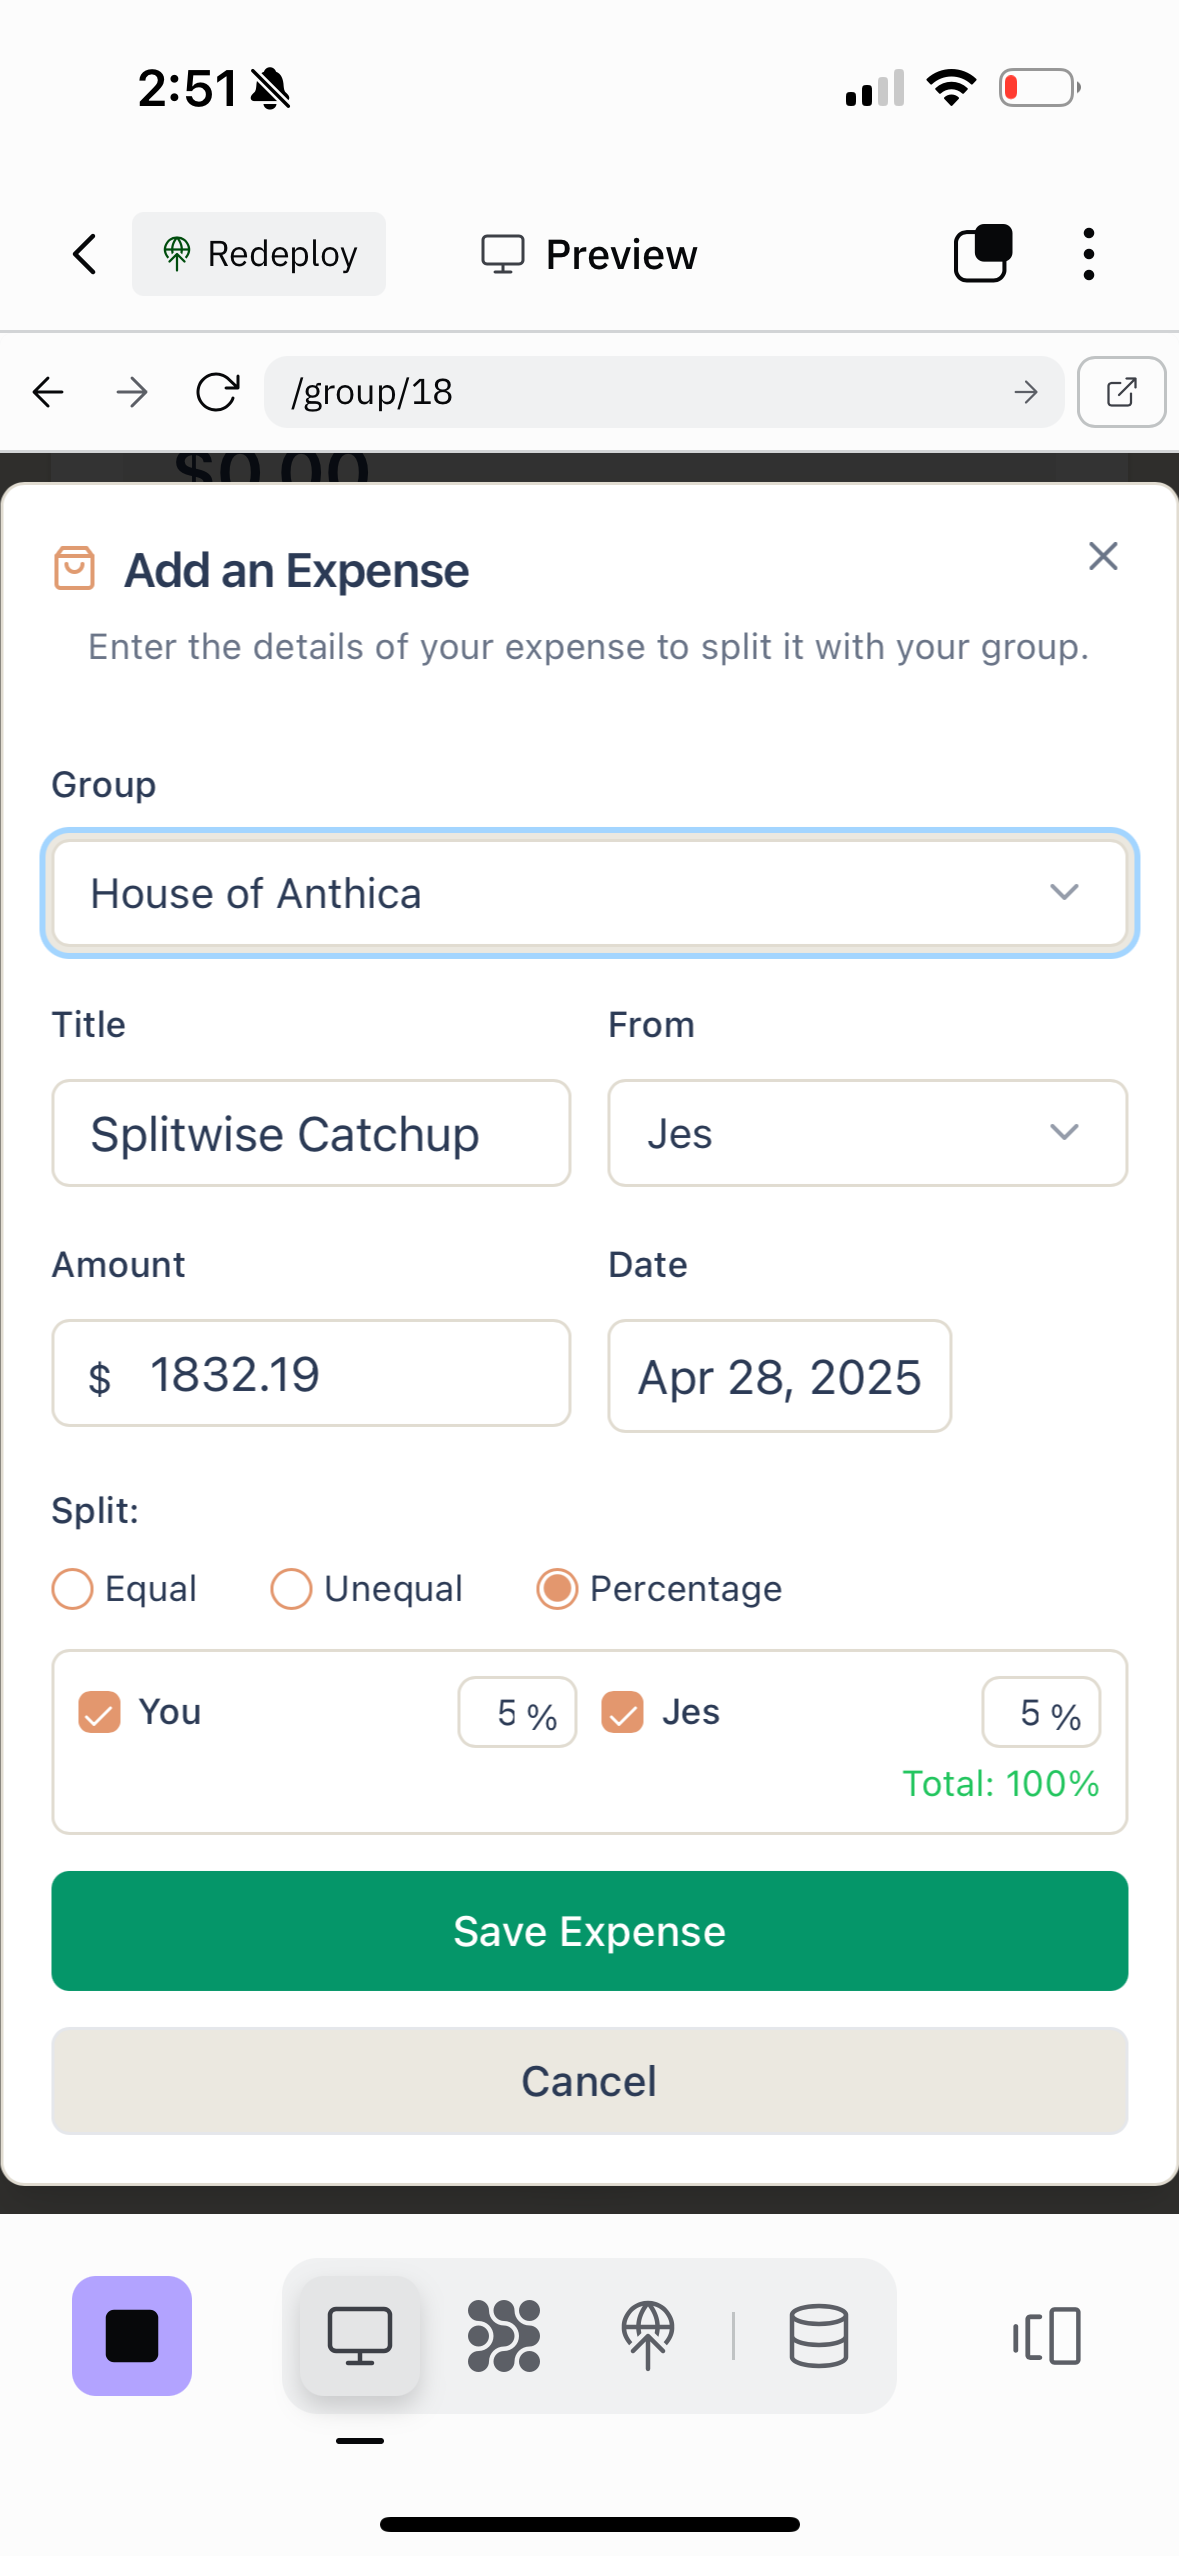 2:51
Redeploy
Preview
/group/18
$0.00
Add an Expense
Enter the details of your expense to split it with your group.
Group
House of Anthica
Title
From
Splitwise Catchup
Jes
Amount
Date
$ 1832.19
Apr 28, 2025
Split:
Equal
Unequal
Percentage
You
5 %
Jes
5 %
Total: 100%
Save Expense
Cancel